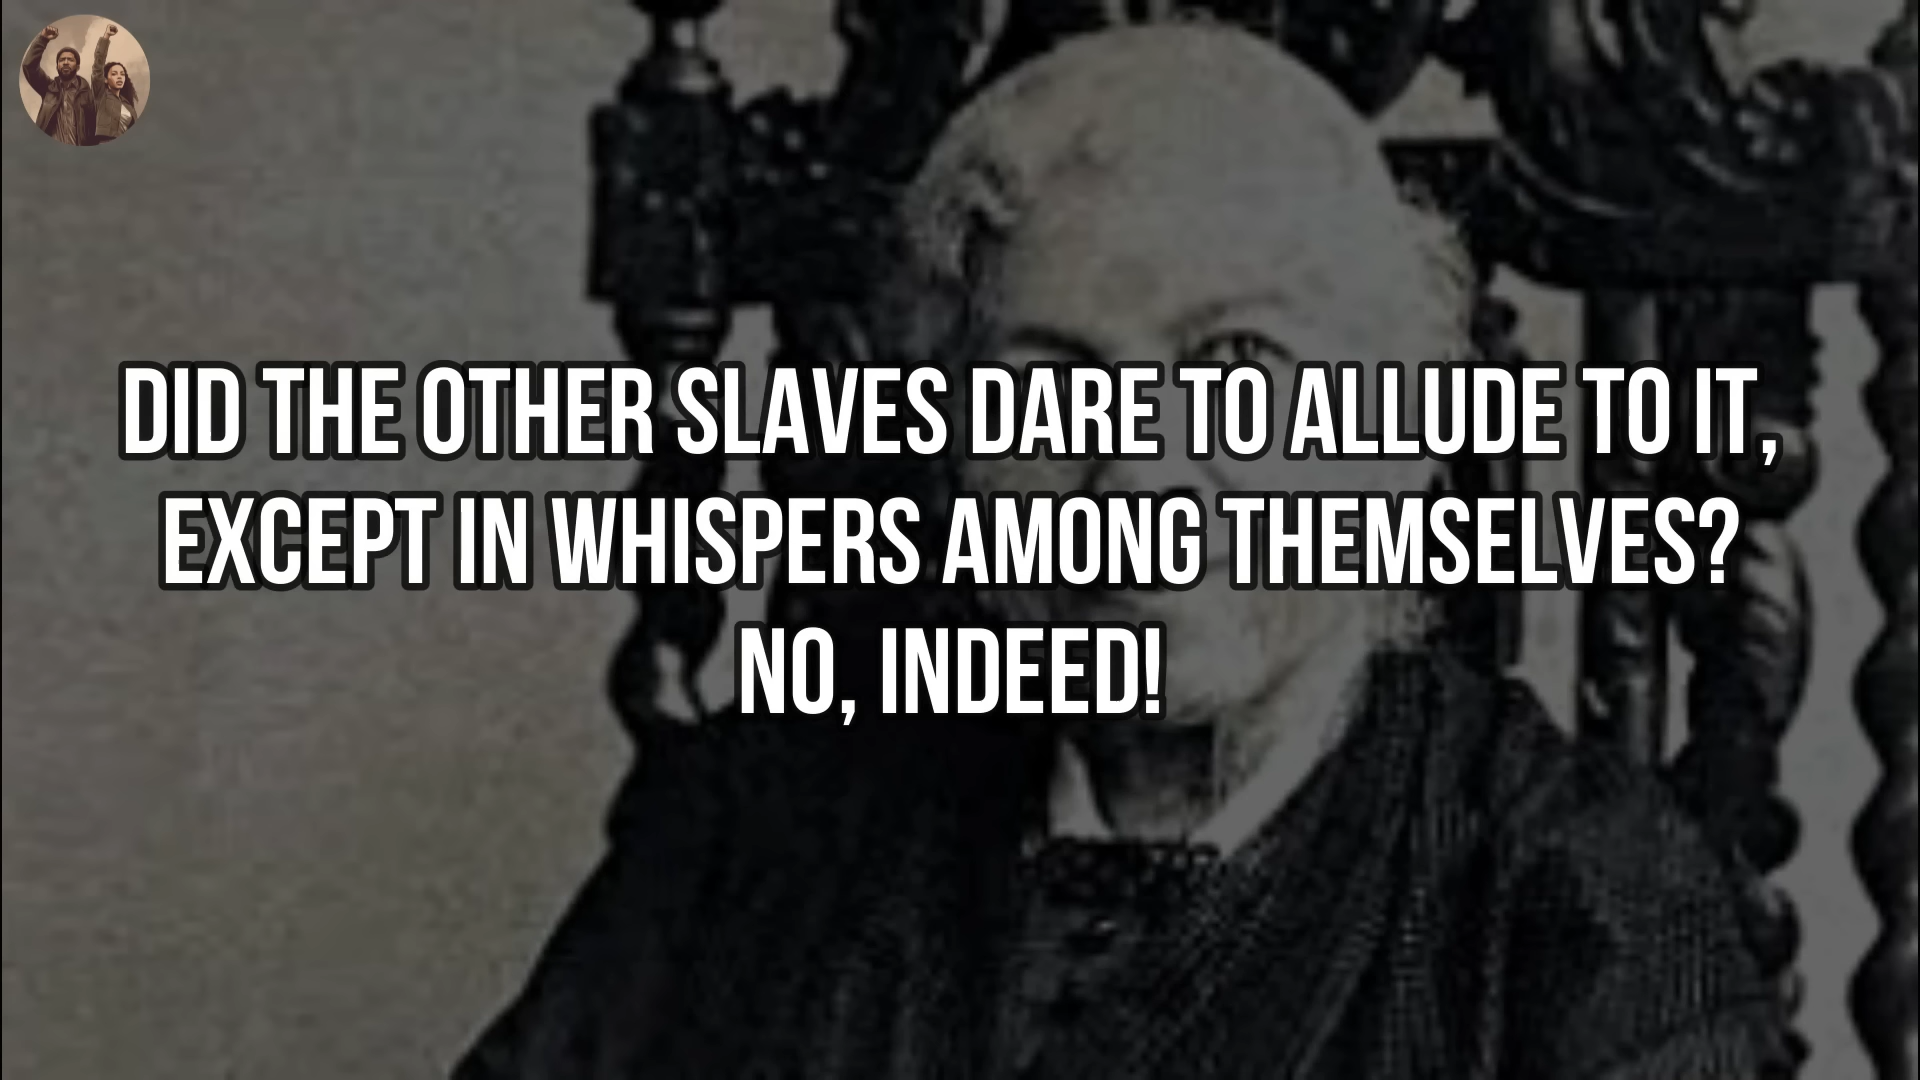 DID THE OTHER SLAVES DARE TO ALLUDE TO IT,
EXCEPT IN WHISPERS AMONG THEMSELVES?
NO, INDEED!